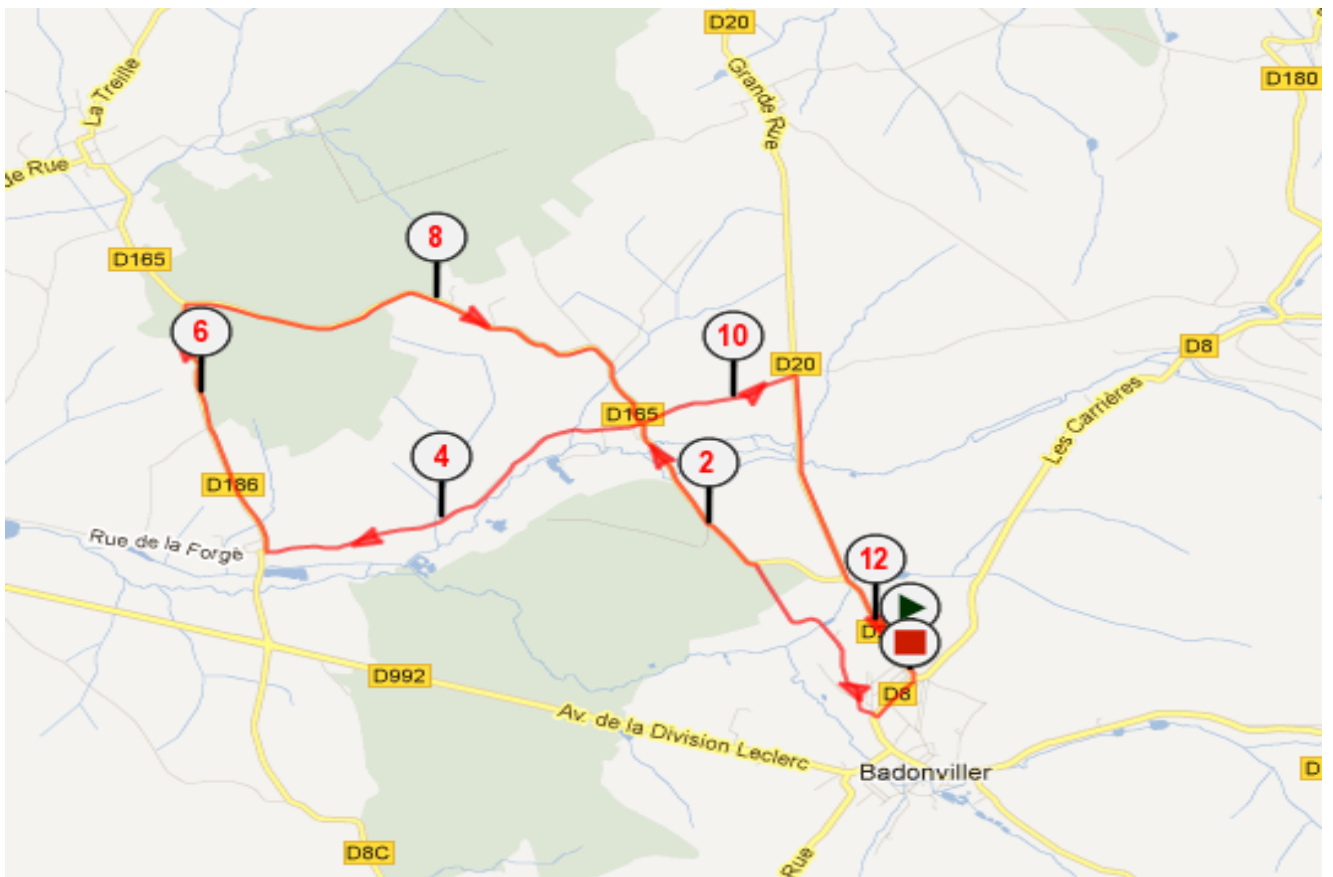 D20
La Treille
Grande Rue
D180
de Rue
8
D165
6
10
D8
D20
Les Carrières
D165
4
2
D186
Rue de la Forge
12
D8
D992
Av. de la Division Leclerc
Badonviller
D8C
Rue